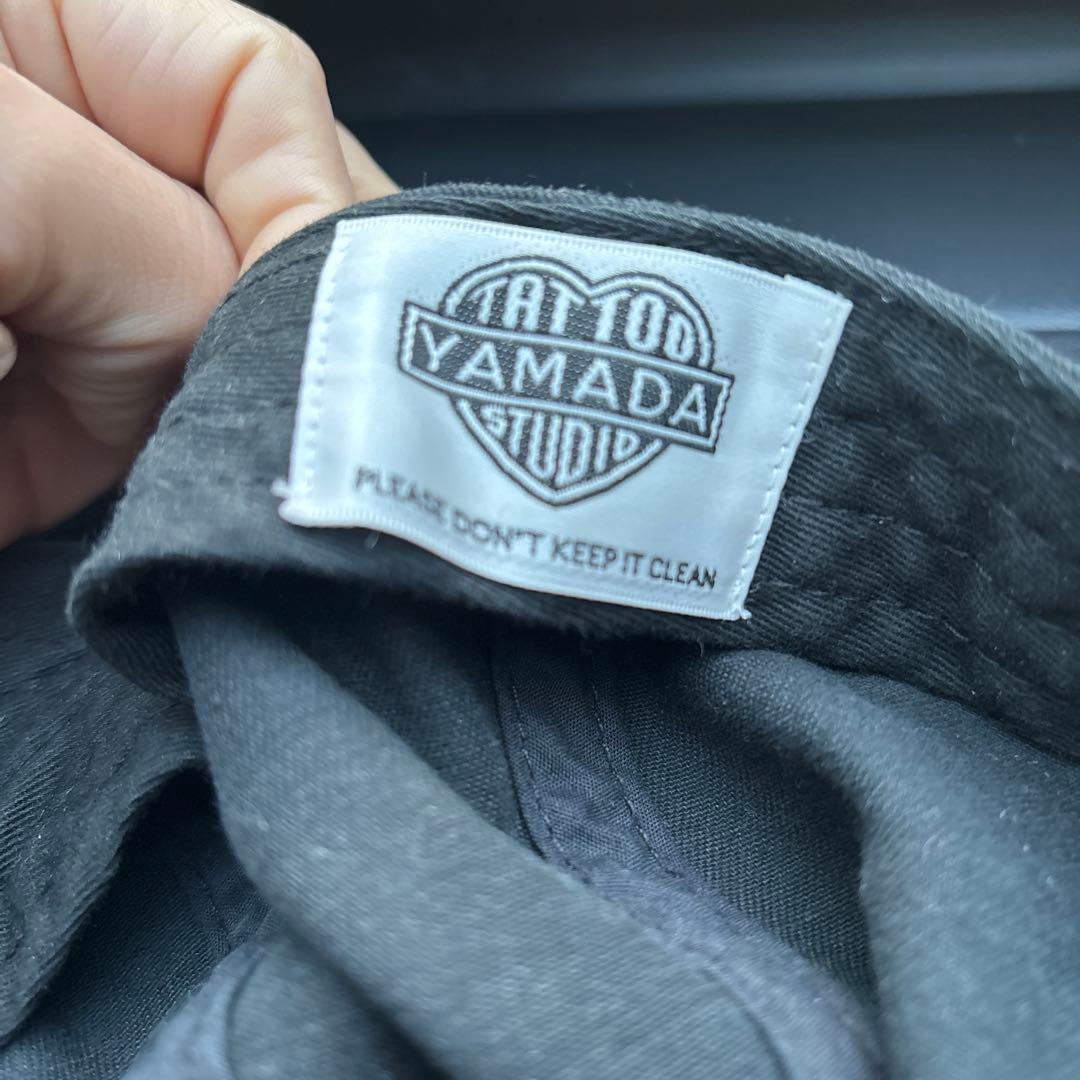 TATTOO
YAMADA
STUDIO
PLEASE DON'T KEEP IT CLEAN